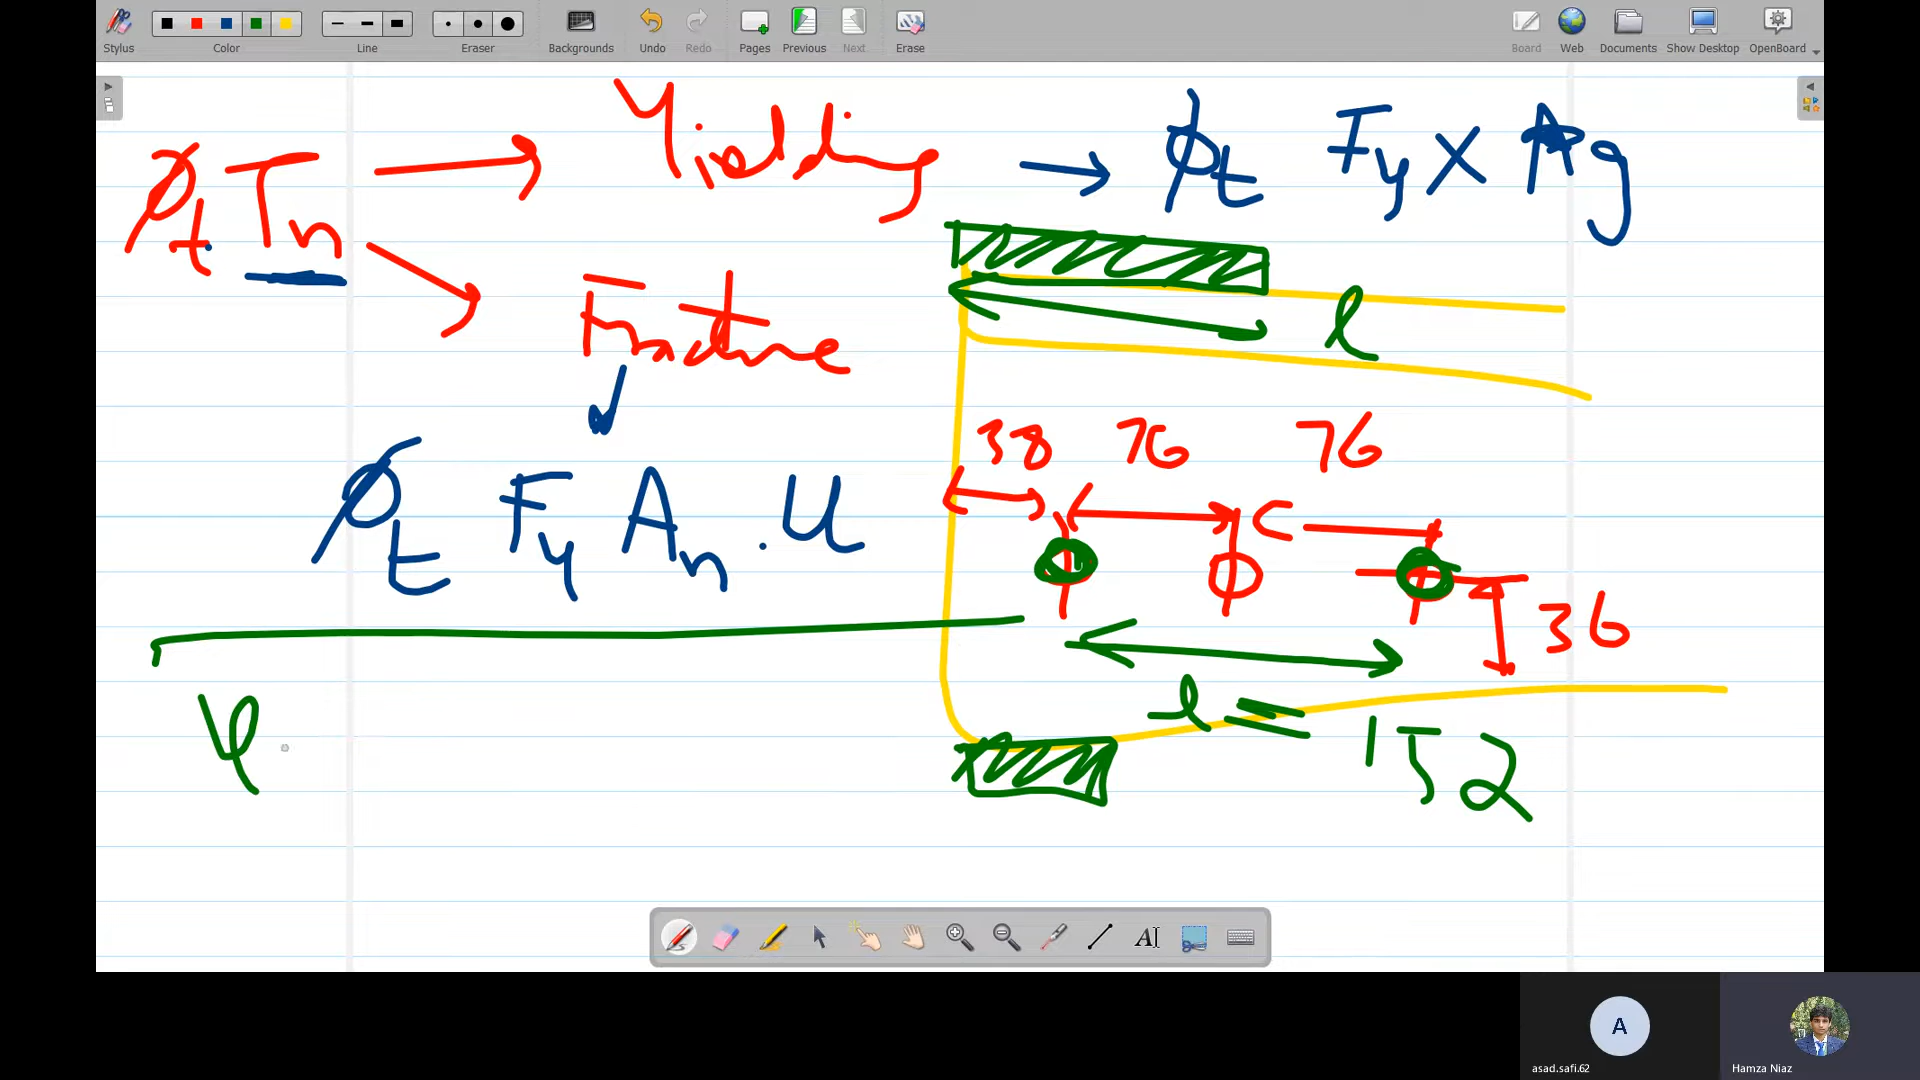 Stylus Color Line Eraser Backgrounds Undo Redo Pages Previous Next Erase Board Web Documents Show Desktop OpenBoard
ϕt Tn → Yielding → ϕt Fy × Ag
Fracture
l
38 76 76
ϕt Fy An . U
36
l = 152
φ
A
asad.safi.62 Hamza Niaz